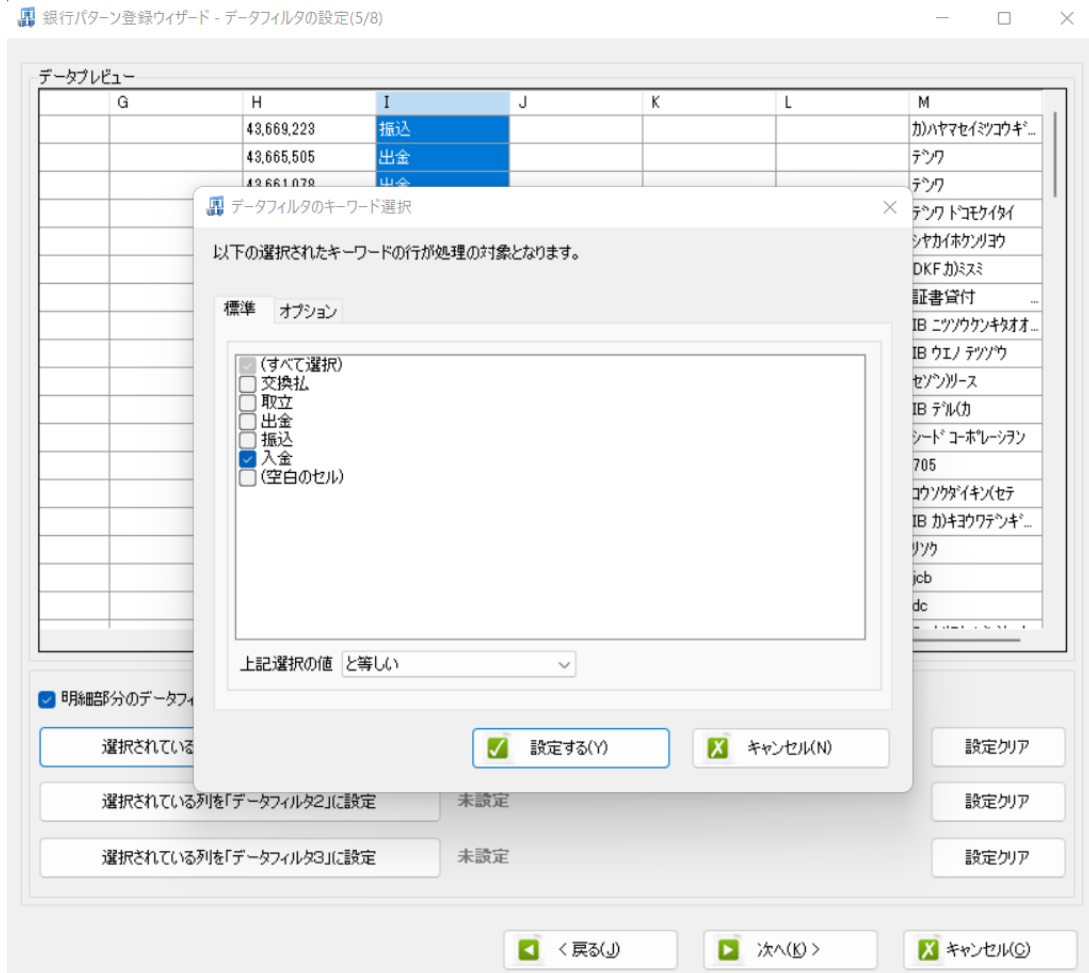 銀行パターン登録ウィザード - データフィルタの設定(5/8)
データプレビュー
G H I J K L M
43,669,223 振込 カ)ハヤマセイミツコウキﾞ...
43,665,505 出金 テﾞンワ
43,661,078 出金 テﾞンワ
テﾞンワ トﾞコモケイタイ
シヤカイホケンリヨウ
DKF カ)ミスミ
証書貸付 ...
IB ニツソウケンキタオオ...
IB ウエノ テツゾウ
セゾン)リース
IB デル(カ
シード コーポレーシヨン
705
コウソクダイキン(セテ
IB カ)キヨウワデンギ...
リソク
jcb
dc
データフィルタのキーワード選択
以下の選択されたキーワードの行が処理の対象となります。
標準 オプション
(すべて選択)
交換払
取立
出金
振込
入金
(空白のセル)
上記選択の値 と等しい
設定する(Y) キャンセル(N)
明細部分のデータフィ
選択されている 設定クリア
選択されている列を「データフィルタ2」に設定 未設定 設定クリア
選択されている列を「データフィルタ3」に設定 未設定 設定クリア
< 戻る(J) 次へ(K) > キャンセル(C)